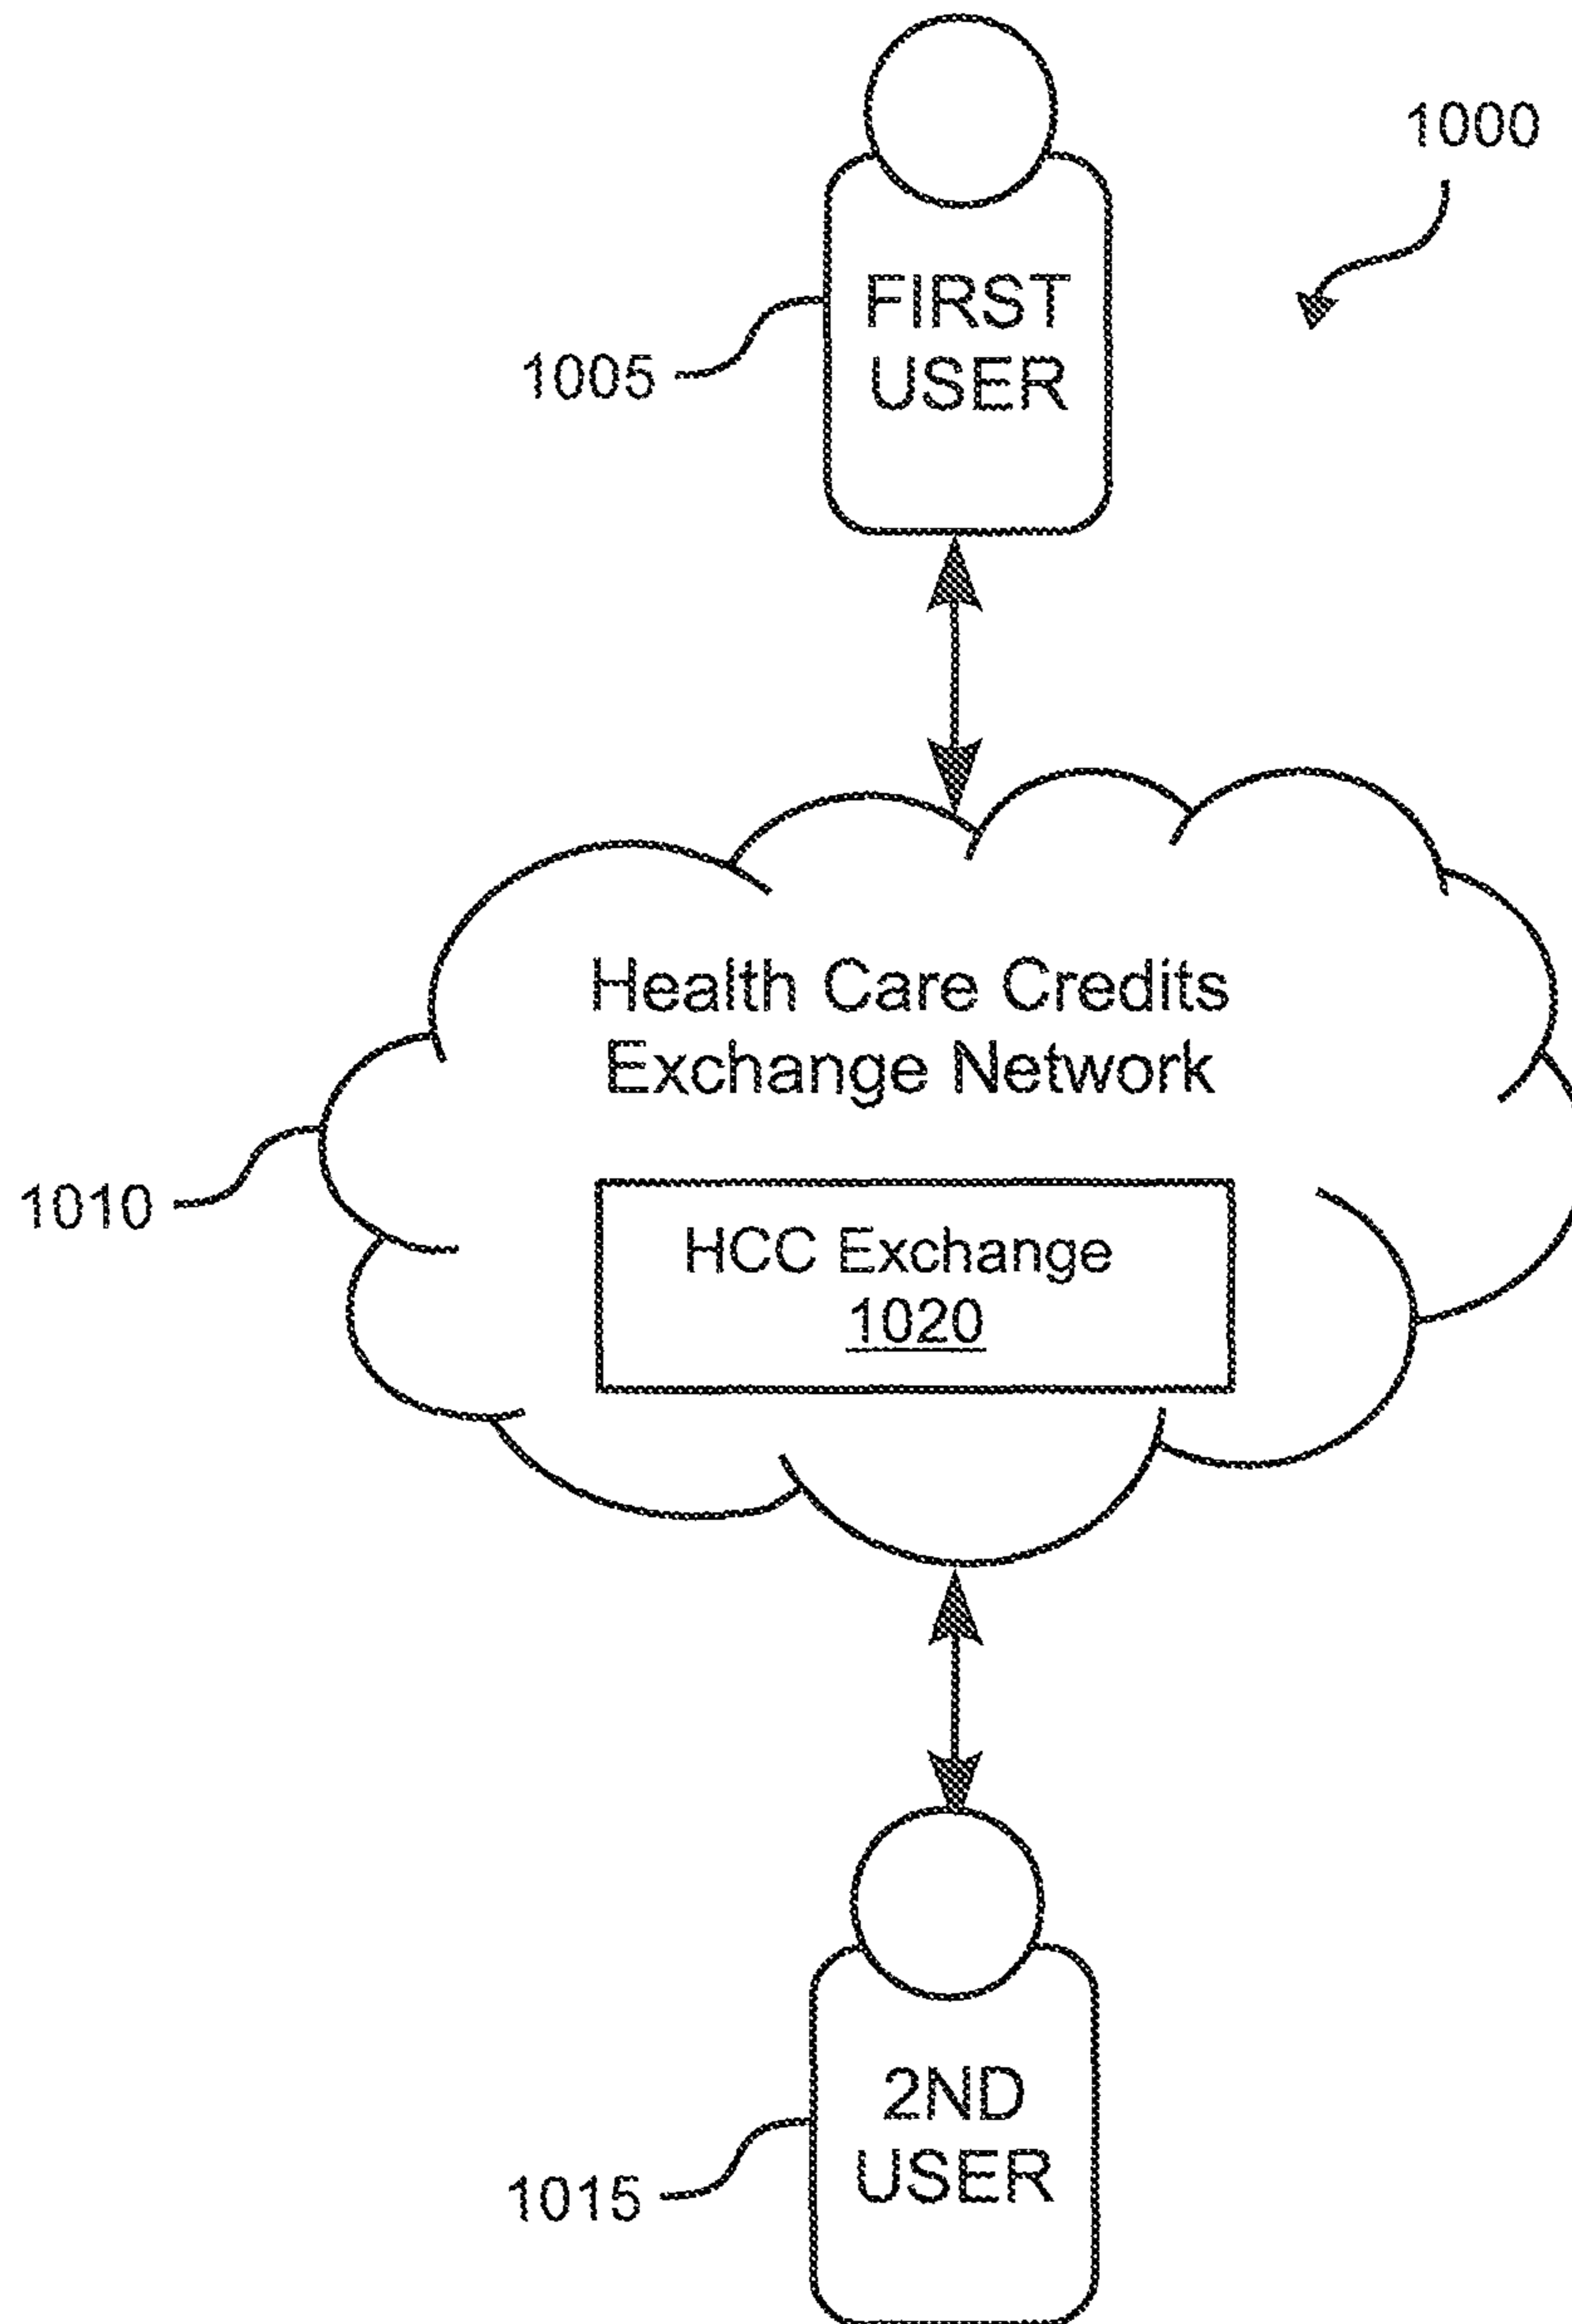 1000
FIRST
USER
1005
Health Care Credits
Exchange Network
1010
HCC Exchange
1020
2ND
USER
1015